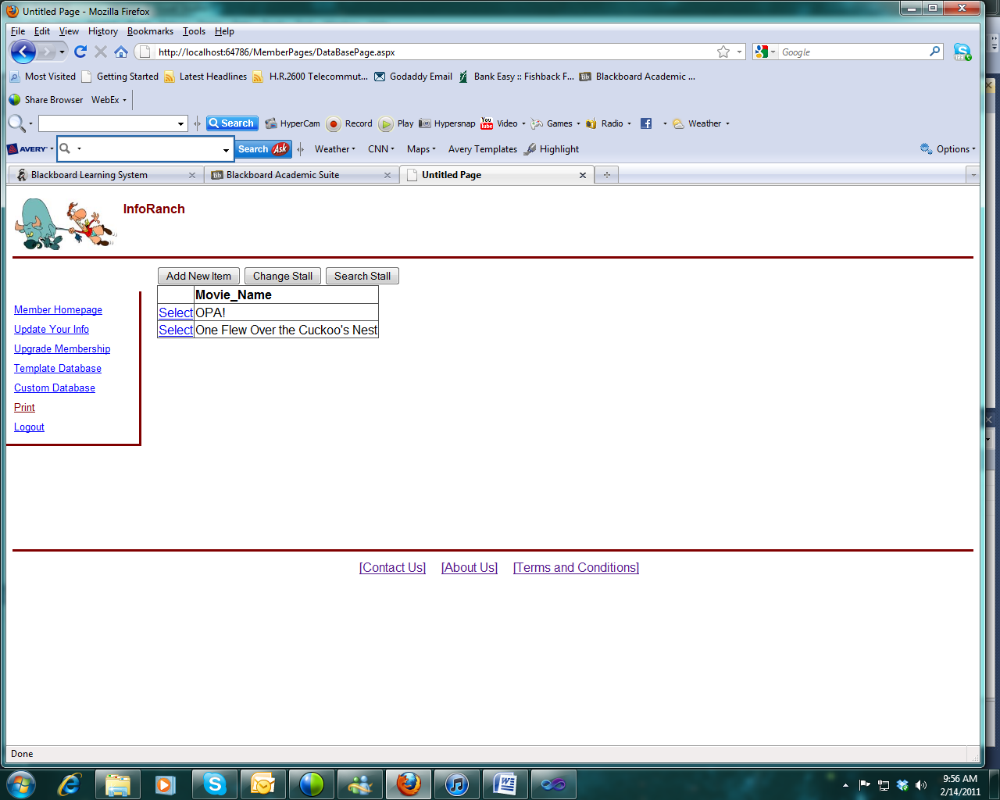 Untitled Page - Mozilla Firefox
File Edit View History Bookmarks Tools Help
http://localhost:64786/MemberPages/DataBasePage.aspx Google
Most Visited Getting Started Latest Headlines H.R.2600 Telecommut... Godaddy Email Bank Easy :: Fishback F... Bb Blackboard Academic ...
Share Browser WebEx
Search HyperCam Record Play Hypersnap You Tube Video Games Radio Weather
AVERY Search Ask Weather CNN Maps Avery Templates Highlight Options
Blackboard Learning System Bb Blackboard Academic Suite Untitled Page
InfoRanch
Add New Item Change Stall Search Stall
Movie_Name
Select OPA!
Select One Flew Over the Cuckoo's Nest
Member Homepage
Update Your Info
Upgrade Membership
Template Database
Custom Database
Print
Logout
[Contact Us] [About Us] [Terms and Conditions]
Done
9:56 AM
2/14/2011